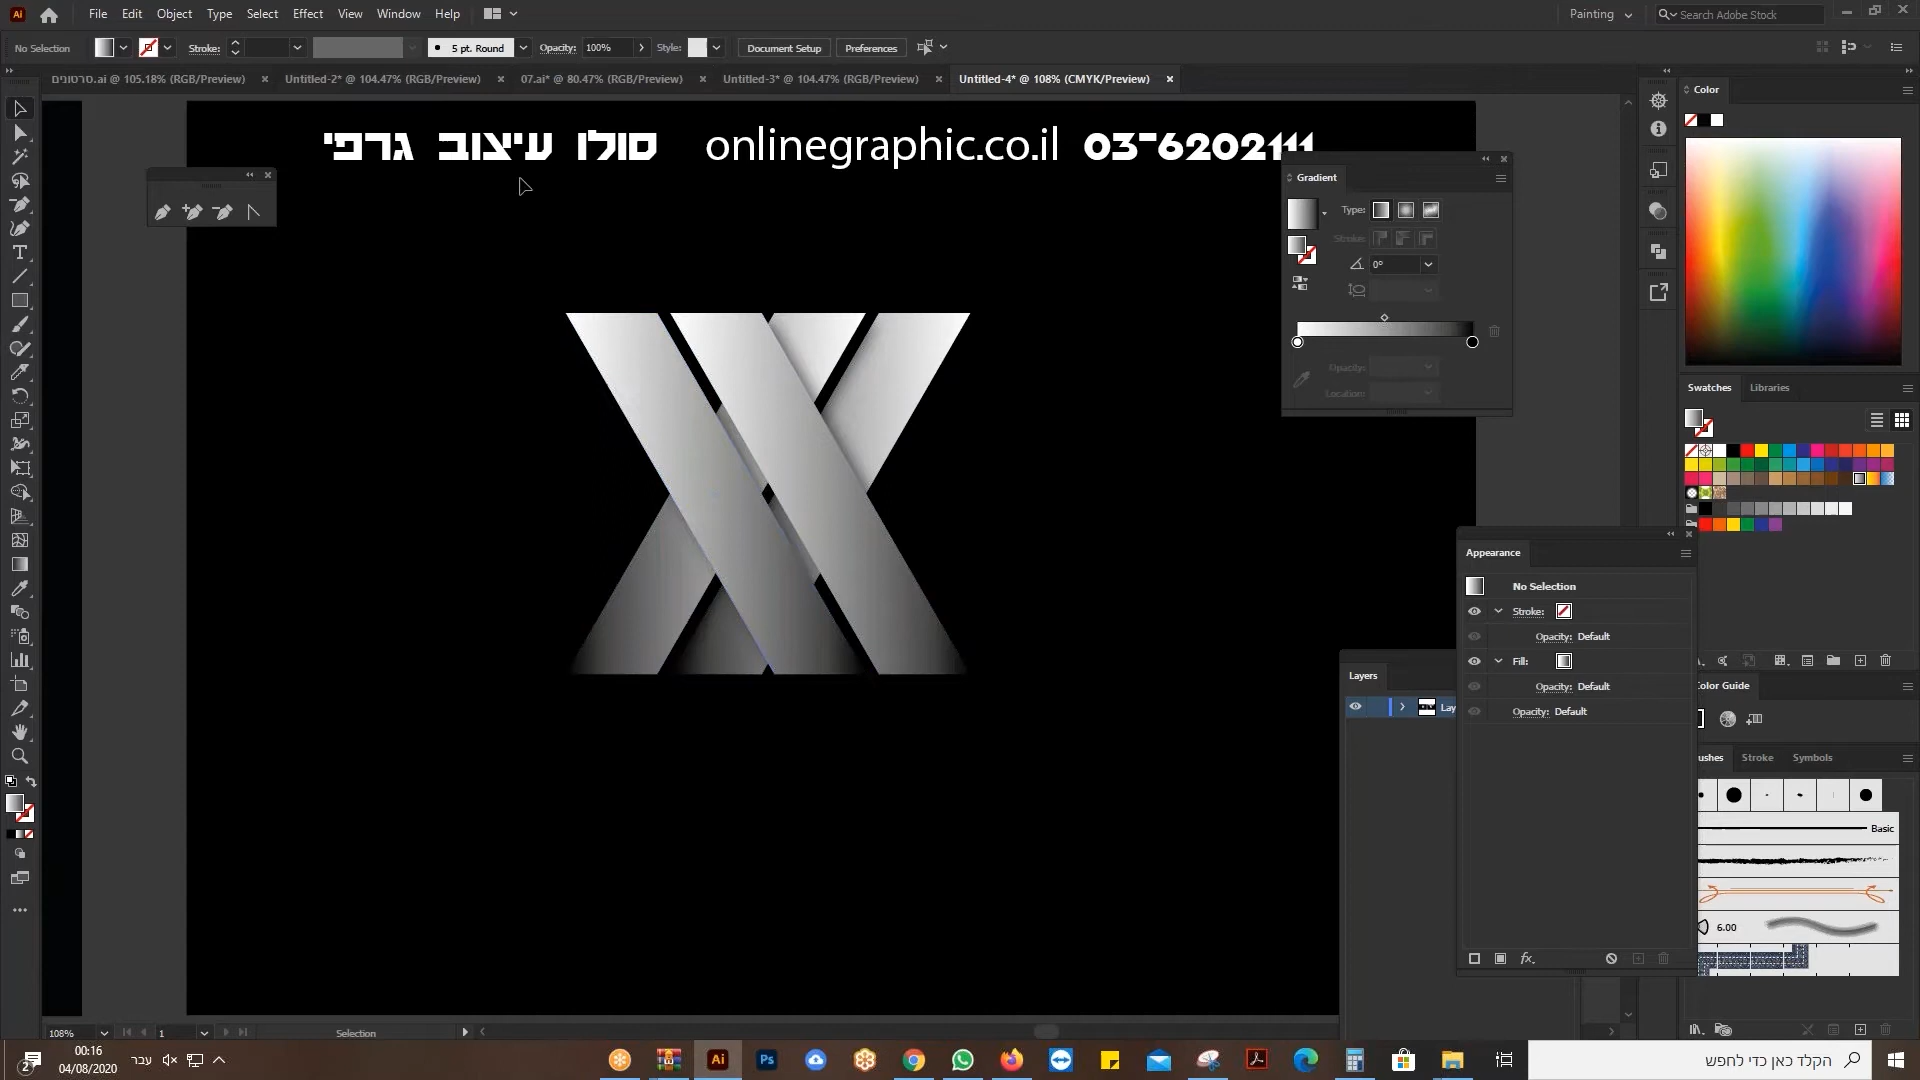 File Edit Object Type Select Effect View Window Help
Painting
Search Adobe Stock
No Selection
Stroke:
5 pt. Round
Opacity: 100%
Style:
Document Setup
Preferences
סרטונים.ai @ 105.18% (RGB/Preview)
Untitled-2* @ 104.47% (RGB/Preview)
07.ai* @ 80.47% (RGB/Preview)
Untitled-3* @ 104.47% (RGB/Preview)
Untitled-4* @ 108% (CMYK/Preview)
סולו עיצוב גרפי onlinegraphic.co.il 03-6202111
Gradient
Type:
Stroke:
0°
Opacity:
Location:
Color
Swatches Libraries
Appearance
No Selection
Stroke:
Opacity: Default
Fill:
Opacity: Default
Opacity: Default
Layers
Lay
Color Guide
ushes Stroke Symbols
Basic
6.00
108%
1
Selection
2
00:16
04/08/2020
עבר
Ai
Ps
הקלד כאן כדי לחפש